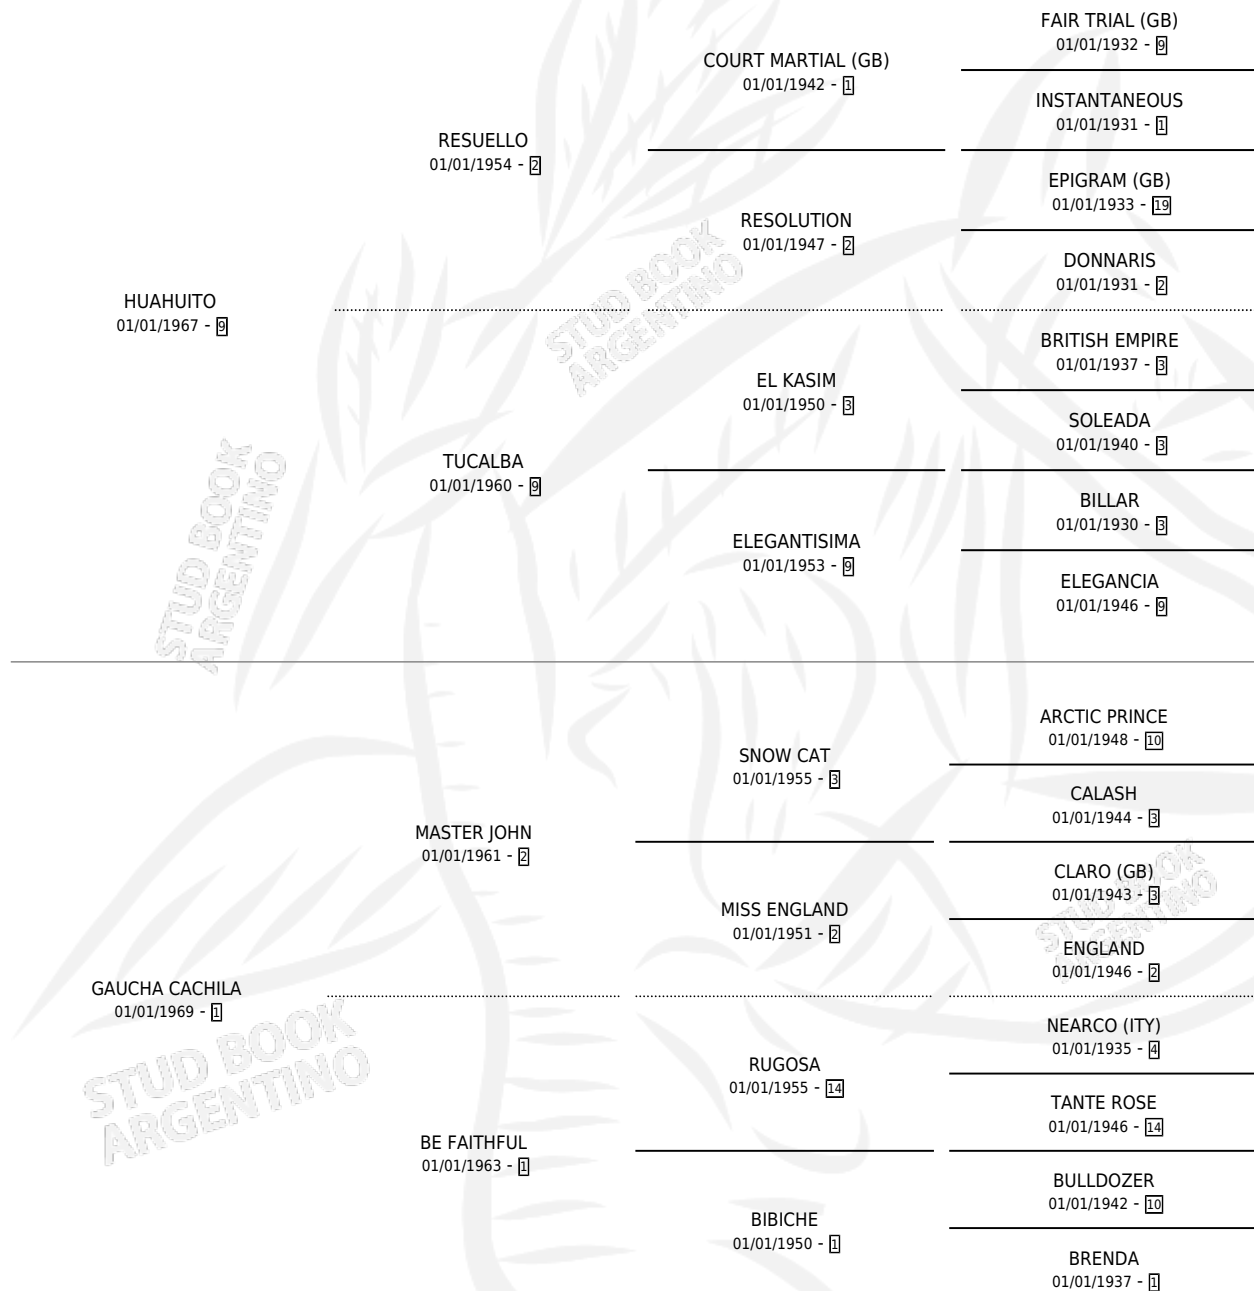 FAIR TRIAL (GB)
01/01/1932 - 9
COURT MARTIAL (GB)
01/01/1942 - 1
INSTANTANEOUS
01/01/1931 - 1
RESUELLO
01/01/1954 - 2
EPIGRAM (GB)
01/01/1933 - 19
RESOLUTION
01/01/1947 - 2
DONNARIS
01/01/1931 - 2
HUAHUITO
01/01/1967 - 9
BRITISH EMPIRE
01/01/1937 - 3
EL KASIM
01/01/1950 - 3
SOLEADA
01/01/1940 - 3
TUCALBA
01/01/1960 - 9
BILLAR
01/01/1930 - 3
ELEGANTISIMA
01/01/1953 - 9
ELEGANCIA
01/01/1946 - 9
ARCTIC PRINCE
01/01/1948 - 10
SNOW CAT
01/01/1955 - 3
CALASH
01/01/1944 - 3
MASTER JOHN
01/01/1961 - 2
CLARO (GB)
01/01/1943 - 3
MISS ENGLAND
01/01/1951 - 2
ENGLAND
01/01/1946 - 2
GAUCHA CACHILA
01/01/1969 - 1
NEARCO (ITY)
01/01/1935 - 4
RUGOSA
01/01/1955 - 14
TANTE ROSE
01/01/1946 - 14
BE FAITHFUL
01/01/1963 - 1
BULLDOZER
01/01/1942 - 10
BIBICHE
01/01/1950 - 1
BRENDA
01/01/1937 - 1
STUD BOOK
ARGENTINO
STUD BOOK
ARGENTINO
STUD BOOK
ARGENTINO
STUD BOOK
ARGENTINO